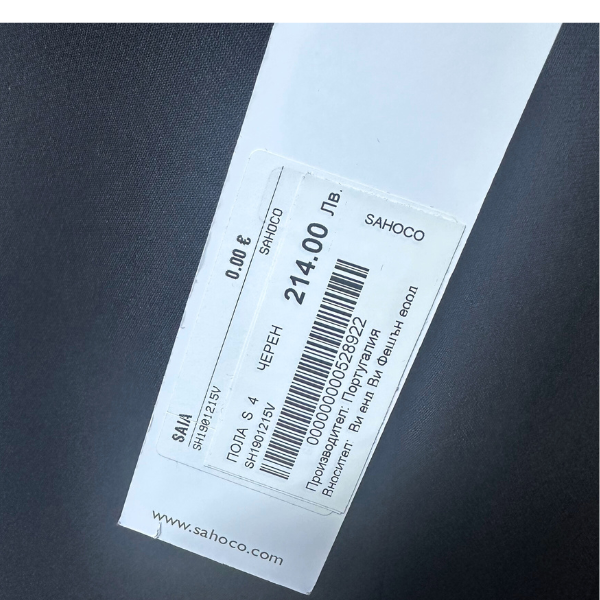 0.00 €
SAHOCO
SAIA
SH1901215V
SAHOCO
214.00 Лв.
ПОЛА S 4 ЧЕРЕН
SH1901215V
00000000528922
Производител: Португалия
Вносител: Ви енд Ви Фешън еоод
www.sahoco.com